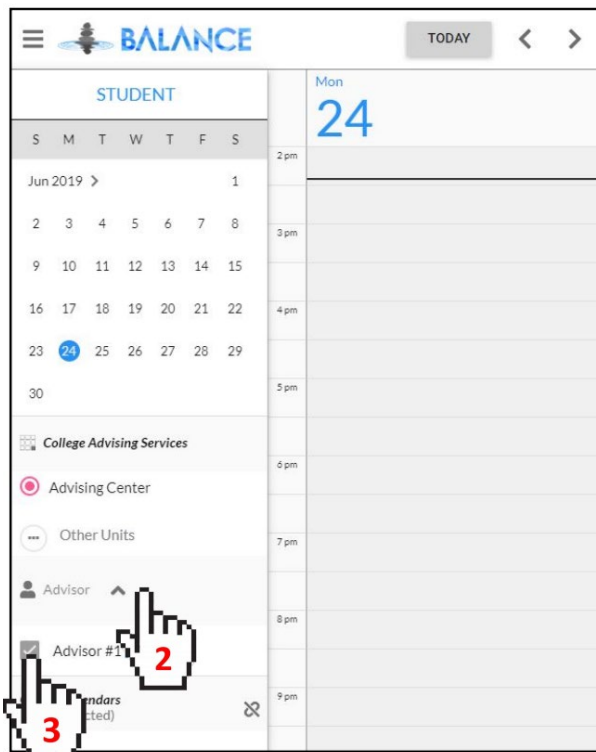 BALANCE
TODAY
STUDENT
S M T W T F S
Jun 2019 > 1
2 3 4 5 6 7 8
9 10 11 12 13 14 15
16 17 18 19 20 21 22
23 24 25 26 27 28 29
30
College Advising Services
Advising Center
Other Units
Advisor
Advisor #1
2
3
Mon
24
2 pm
3 pm
4 pm
5 pm
6 pm
7 pm
8 pm
9 pm